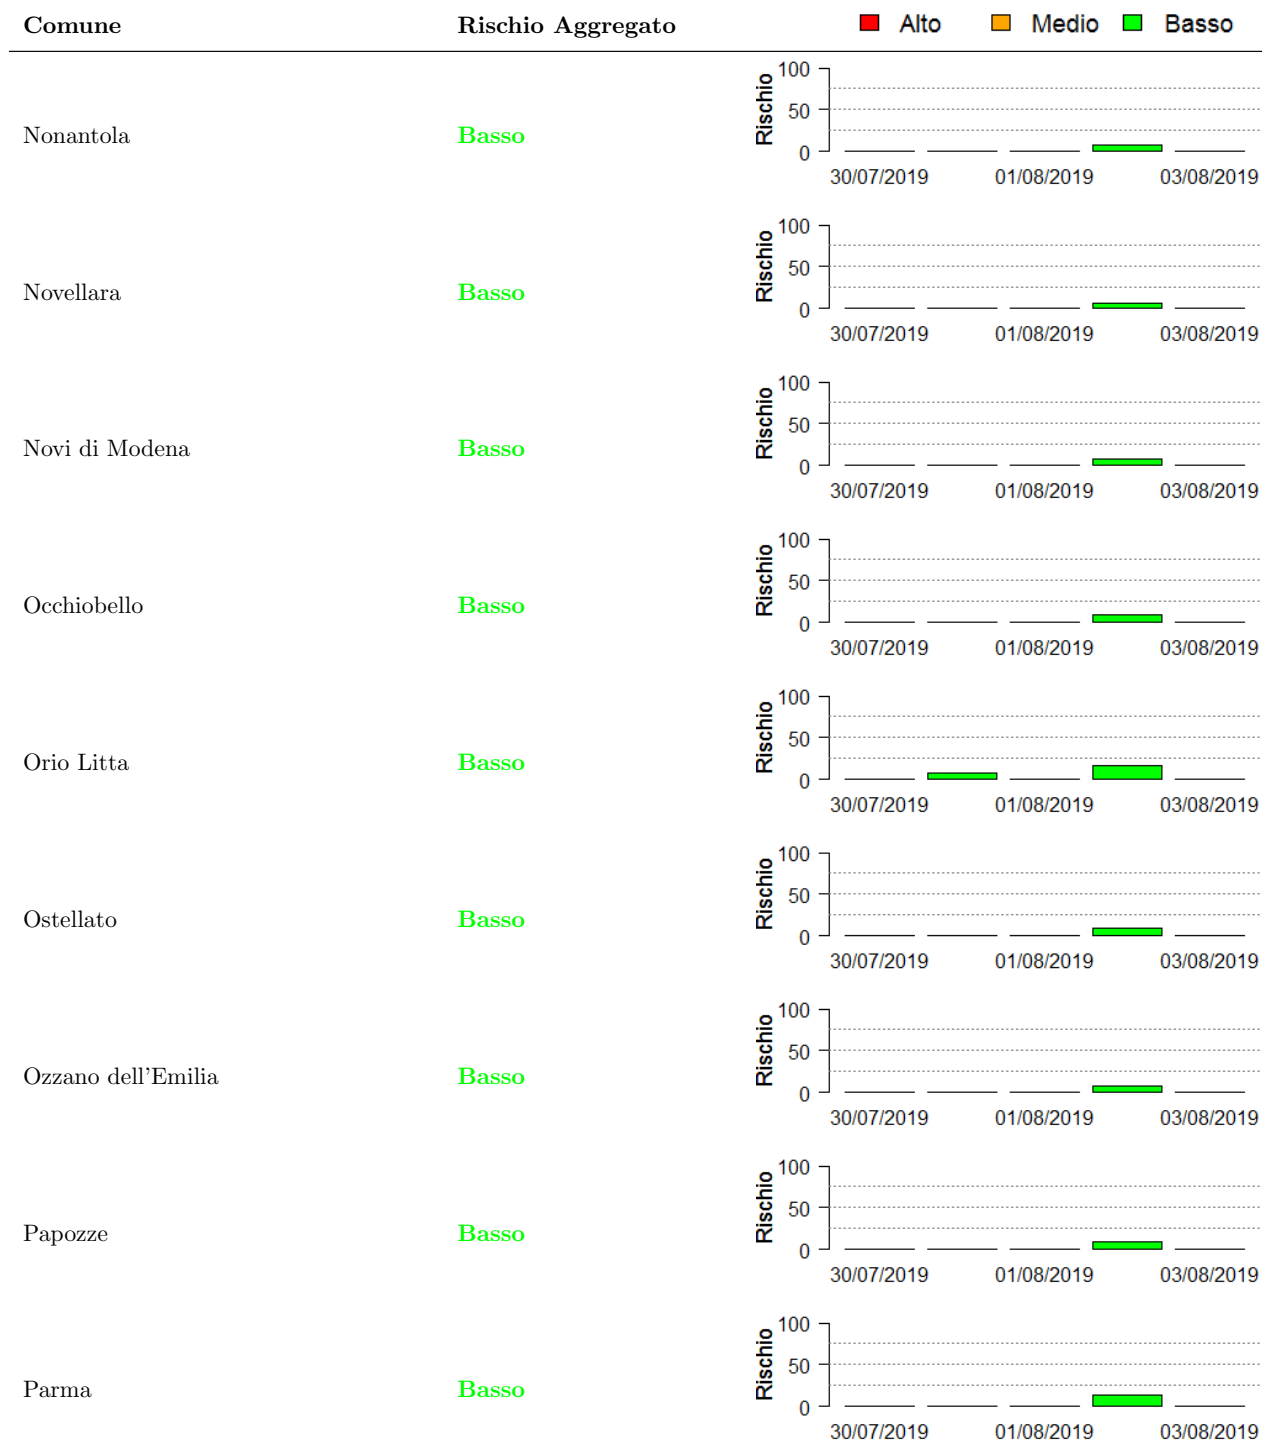 Comune Rischio Aggregato Alto Medio Basso
100
50
0
Rischio
Nonantola Basso
30/07/2019 01/08/2019 03/08/2019
100
50
0
Rischio
Novellara Basso
30/07/2019 01/08/2019 03/08/2019
100
50
0
Rischio
Novi di Modena Basso
30/07/2019 01/08/2019 03/08/2019
100
50
0
Rischio
Occhiobello Basso
30/07/2019 01/08/2019 03/08/2019
100
50
0
Rischio
Orio Litta Basso
30/07/2019 01/08/2019 03/08/2019
100
50
0
Rischio
Ostellato Basso
30/07/2019 01/08/2019 03/08/2019
100
50
0
Rischio
Ozzano dell'Emilia Basso
30/07/2019 01/08/2019 03/08/2019
100
50
0
Rischio
Papozze Basso
30/07/2019 01/08/2019 03/08/2019
100
50
0
Rischio
Parma Basso
30/07/2019 01/08/2019 03/08/2019